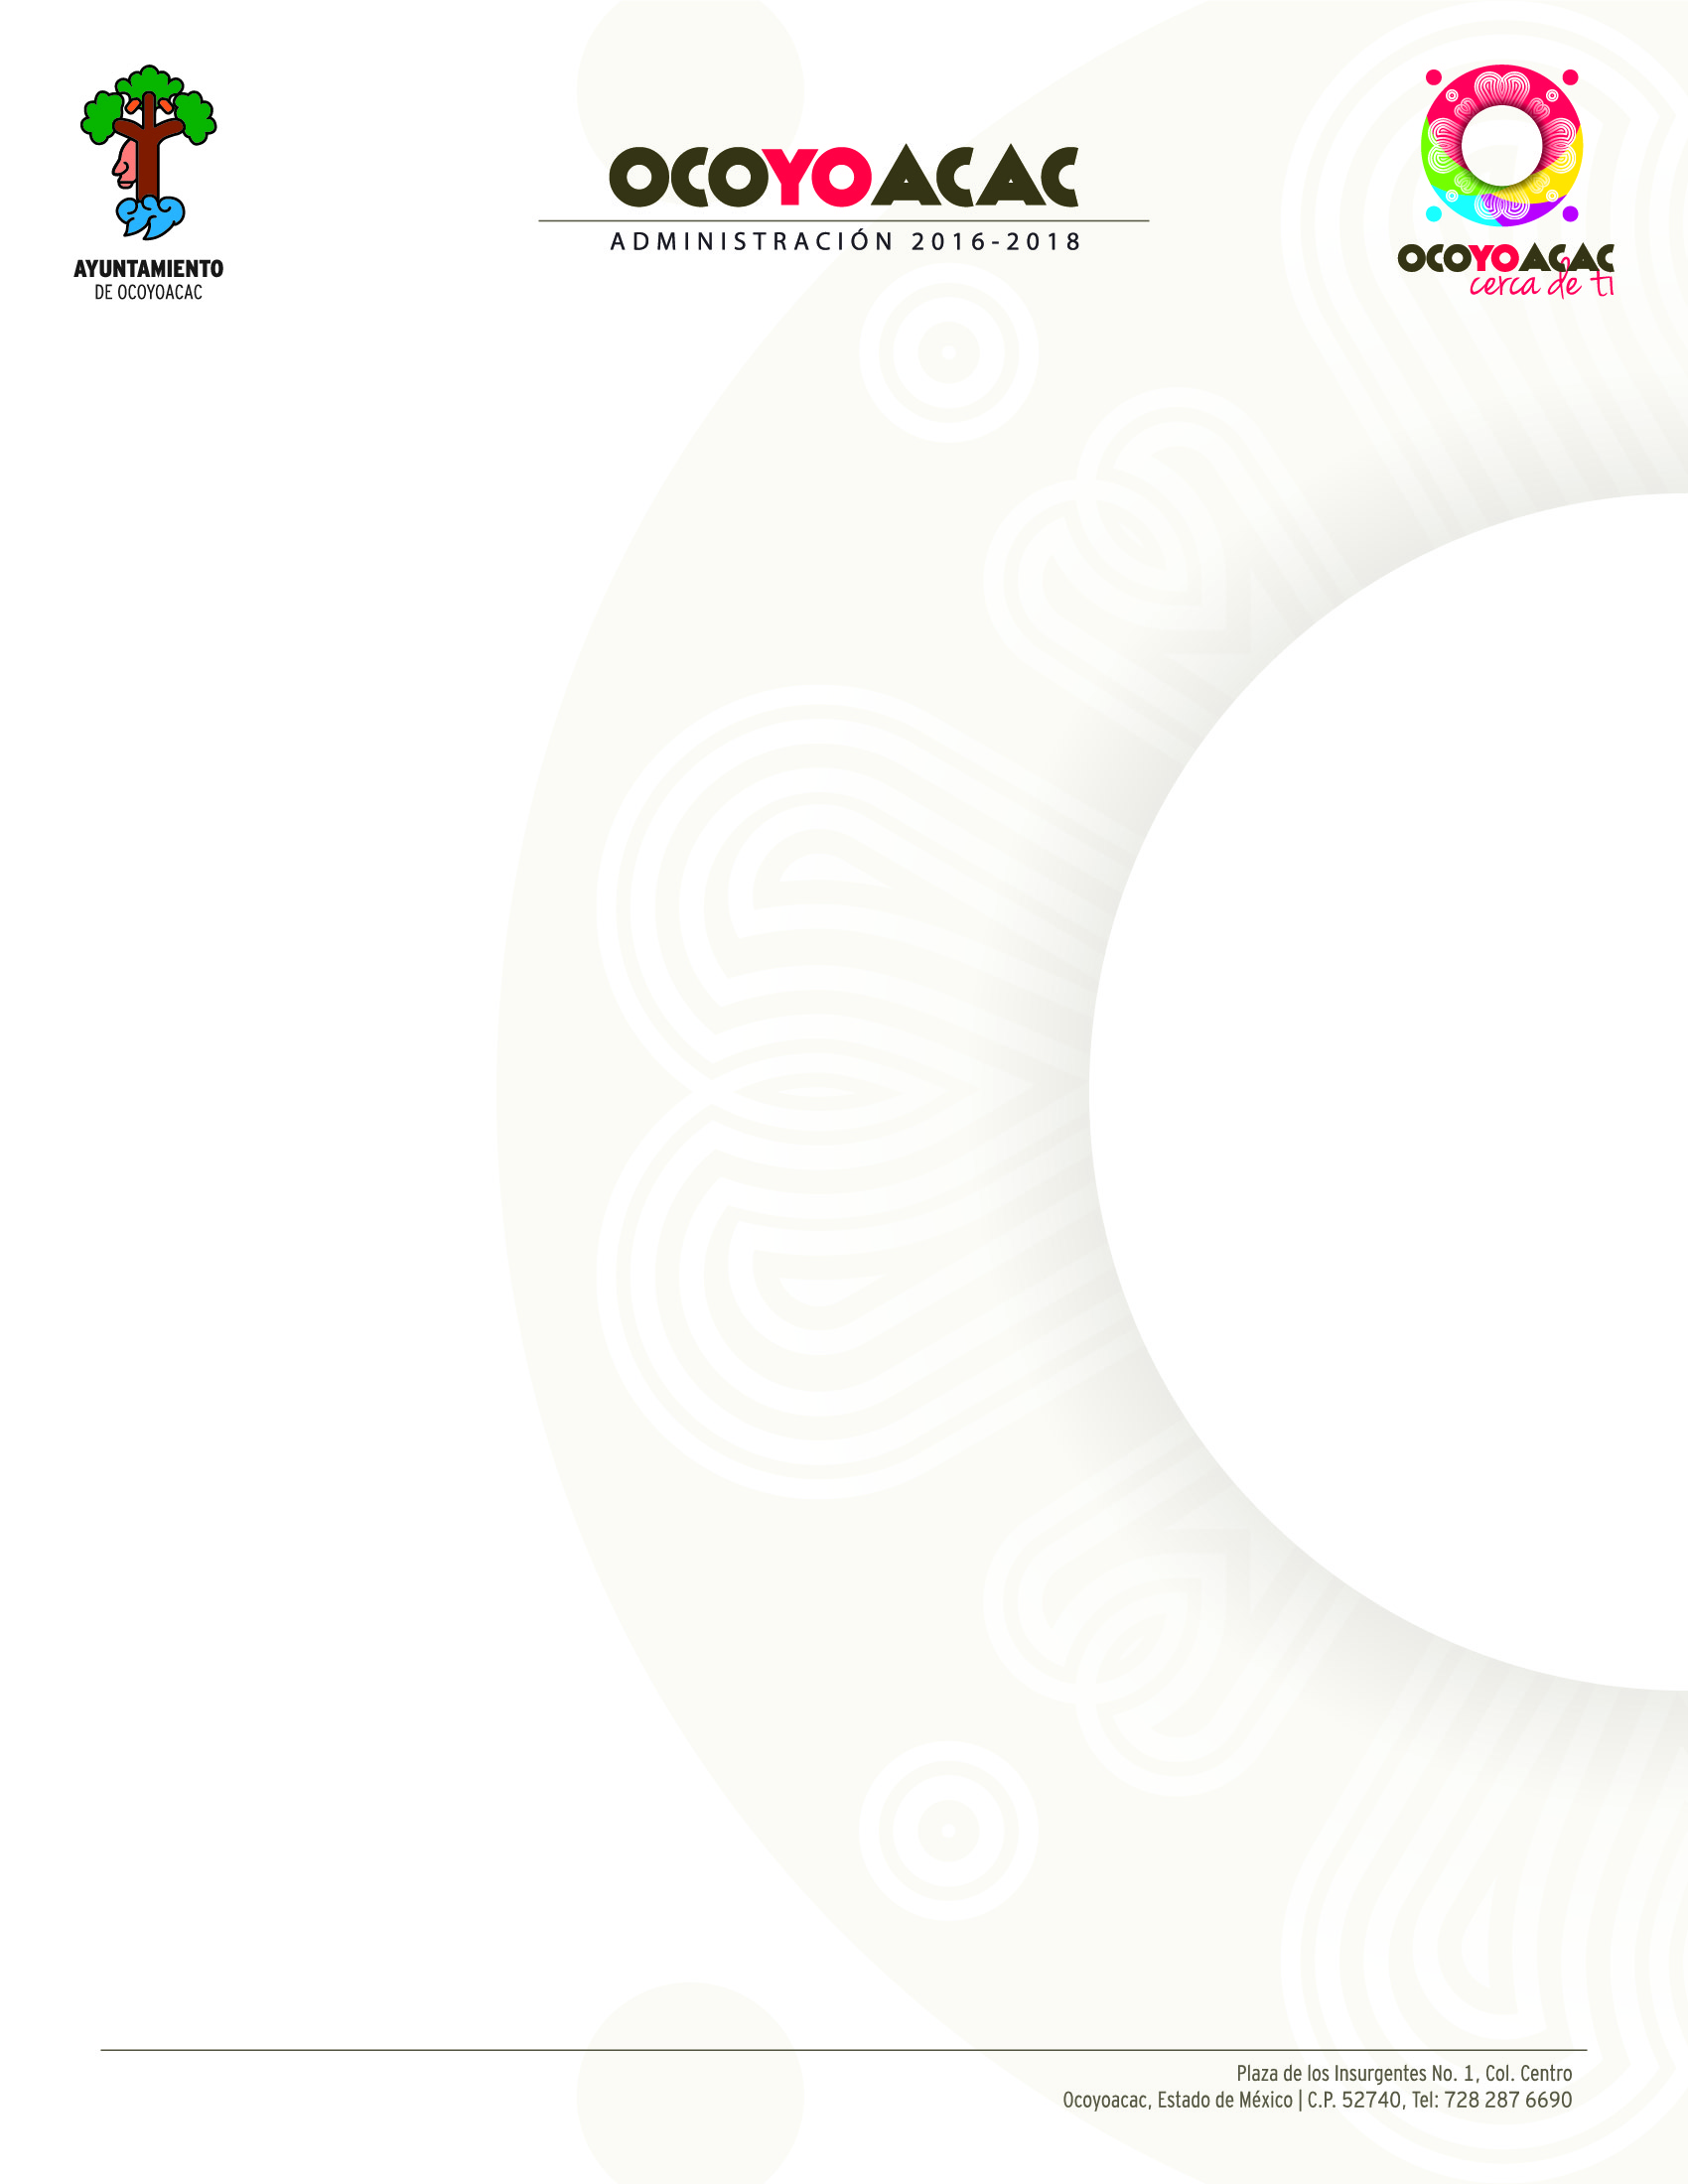 AYUNTAMIENTO
DE OCOYOACAC
OCOYOACAC
ADMINISTRACIÓN 2016-2018
OCOYOACAC
cerca de ti
Plaza de los Insurgentes No. 1, Col. Centro
Ocoyoacac, Estado de México | C.P. 52740, Tel: 728 287 6690